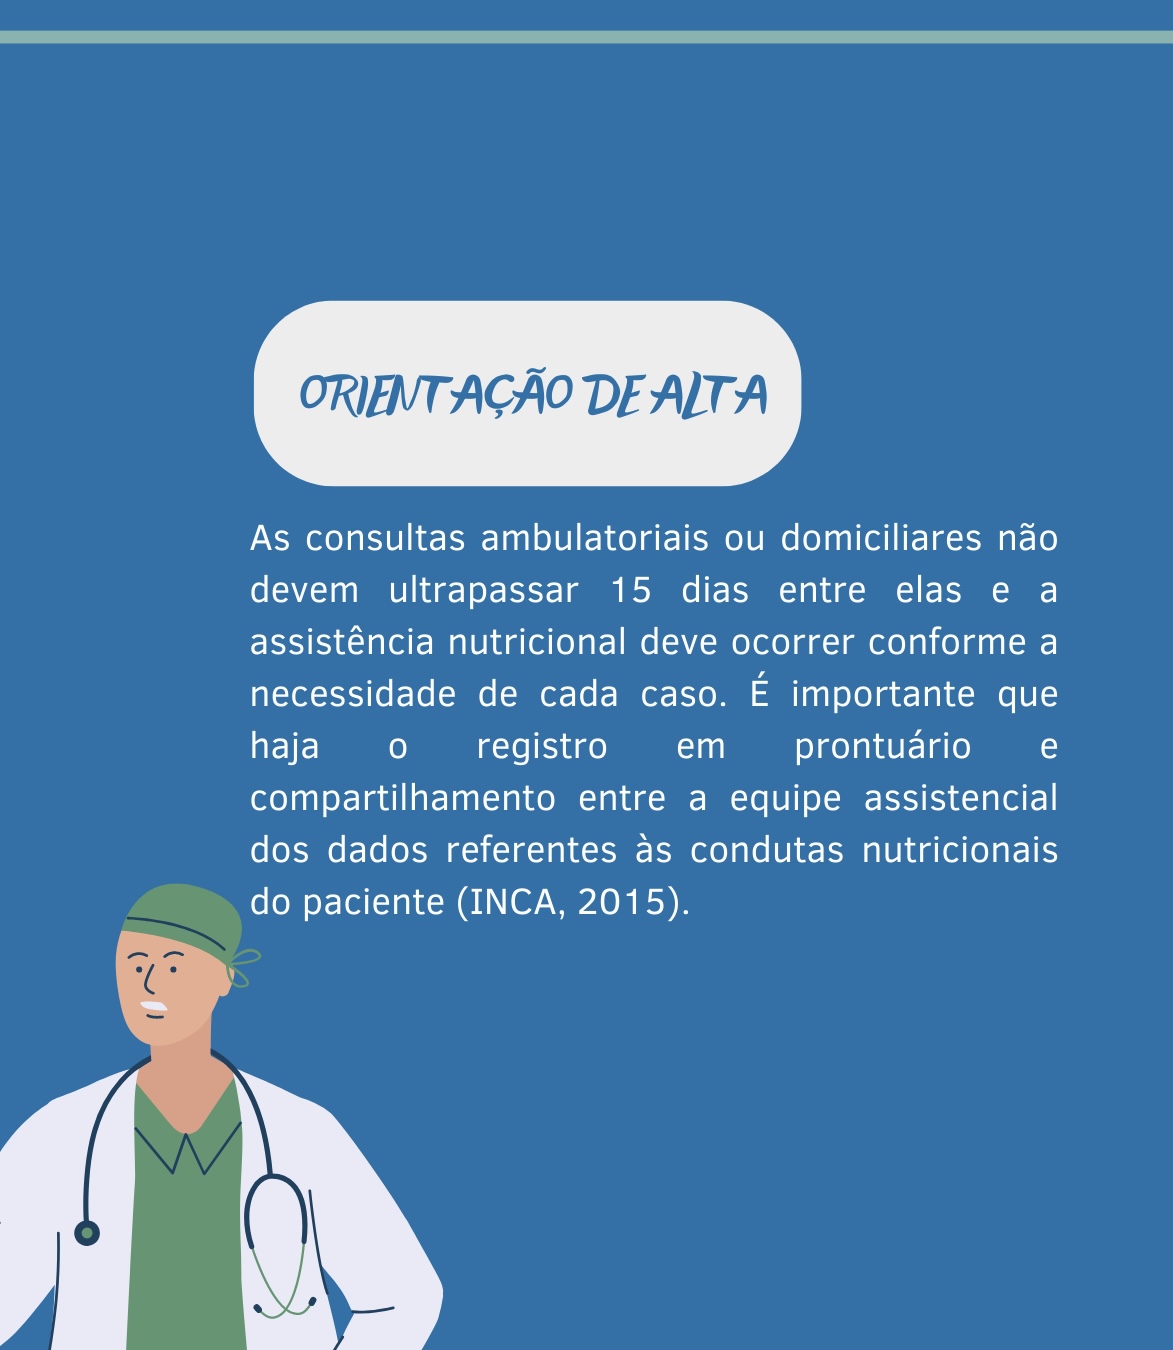 ORIENTAÇÃO DE ALTA
As consultas ambulatoriais ou domiciliares não
devem ultrapassar 15 dias entre elas e a
assistência nutricional deve ocorrer conforme a
necessidade de cada caso. É importante que
haja o registro em prontuário e
compartilhamento entre a equipe assistencial
dos dados referentes às condutas nutricionais
do paciente (INCA, 2015).